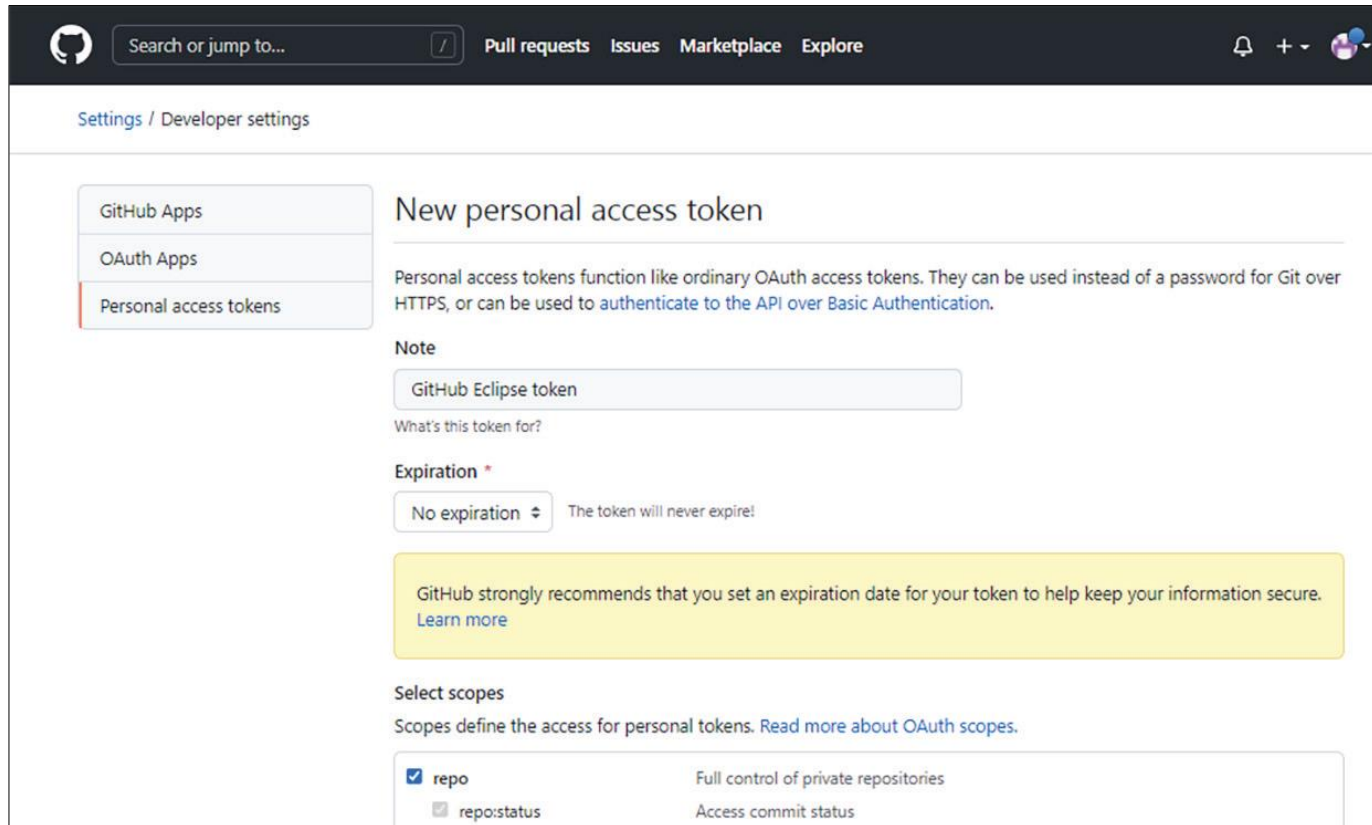 Search or jump to... /
Pull requests Issues Marketplace Explore
Settings / Developer settings
GitHub Apps
OAuth Apps
Personal access tokens
New personal access token
Personal access tokens function like ordinary OAuth access tokens. They can be used instead of a password for Git over
HTTPS, or can be used to authenticate to the API over Basic Authentication.
Note
GitHub Eclipse token
What's this token for?
Expiration *
No expiration The token will never expire!
GitHub strongly recommends that you set an expiration date for your token to help keep your information secure.
Learn more
Select scopes
Scopes define the access for personal tokens. Read more about OAuth scopes.
repo Full control of private repositories
repo:status Access commit status